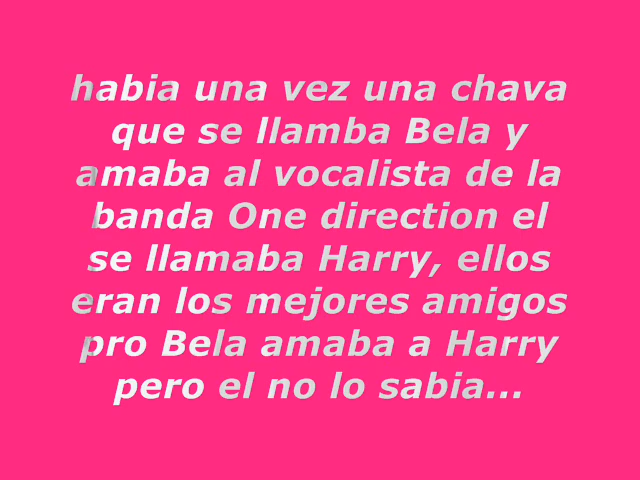 habia una vez una chava
que se llamba Bela y
amaba al vocalista de la
banda One direction el
se llamaba Harry, ellos
eran los mejores amigos
pro Bela amaba a Harry
pero el no lo sabia...